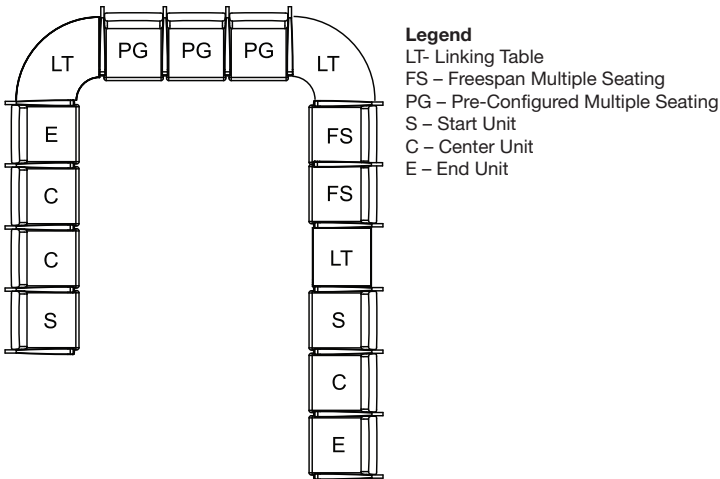 LT PG PG PG LT
E FS
C FS
C LT
S S
C
E
Legend
LT- Linking Table
FS – Freespan Multiple Seating
PG – Pre-Configured Multiple Seating
S – Start Unit
C – Center Unit
E – End Unit